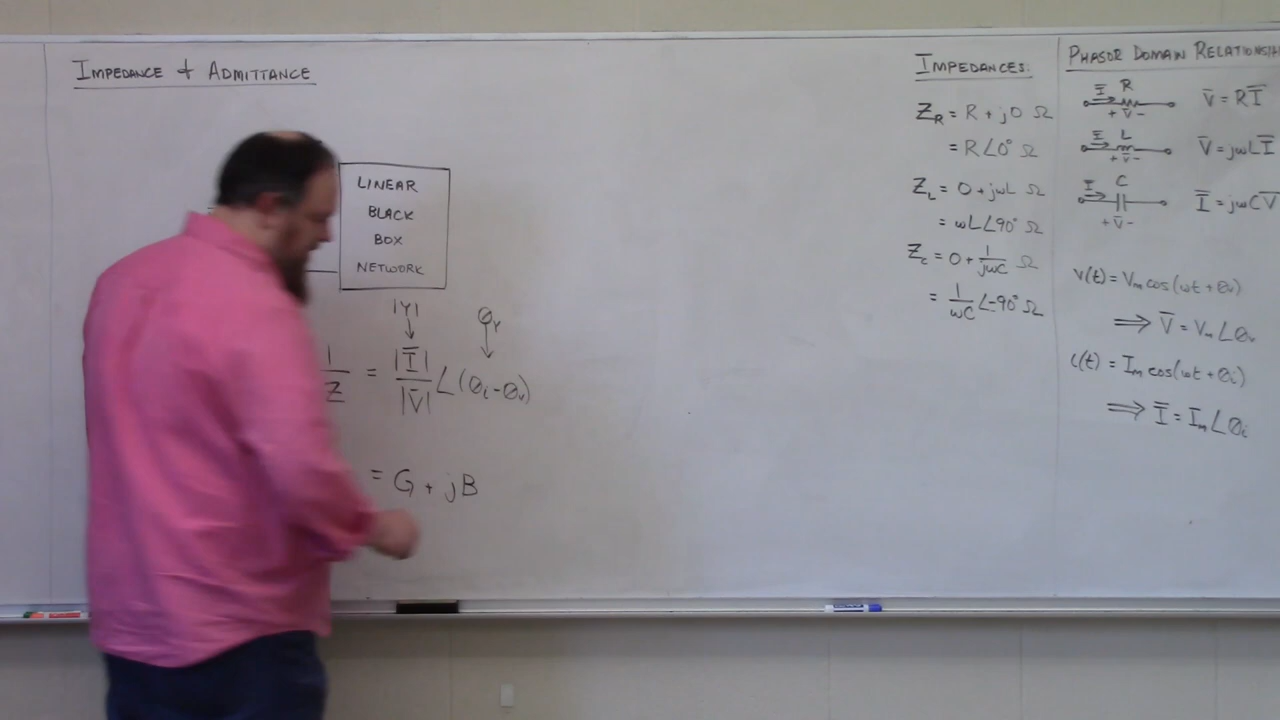 IMPEDANCE & ADMITTANCE
LINEAR
BLACK
BOX
NETWORK
|Y|
θY
1/Z = |Ī|/|V̄| ∠(θi-θv)
= G + jB
IMPEDANCES:
ZR = R + j0 Ω
= R∠0° Ω
ZL = 0 + jωL Ω
= ωL∠90° Ω
Zc = 0 + 1/jωC Ω
= 1/ωC ∠-90° Ω
PHASOR DOMAIN RELATIONSH
Ī R
+ V̄ -
V̄ = RĪ
Ī L
+ V̄ -
V̄ = jωLĪ
Ī C
+ V̄ -
Ī = jωCV̄
v(t) = Vm cos(ωt + θv)
⟹ V̄ = Vm∠θv
i(t) = Im cos(ωt + θi)
⟹ Ī = Im∠θi